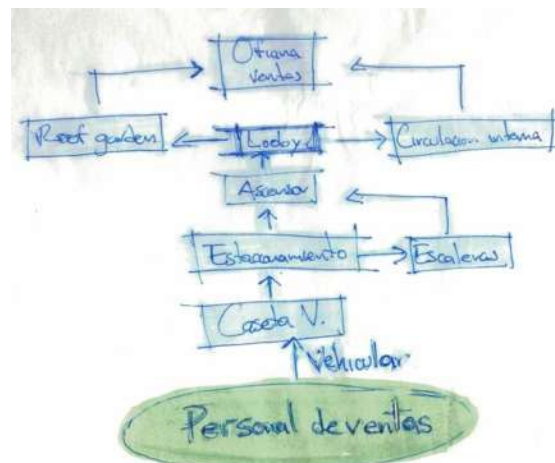 Oficina
ventas
Roof garden
Lobby
Circulacion interna
Ascensor
Estacionamiento
Escaleras
Caseta V.
Vehicular
Personal de ventas